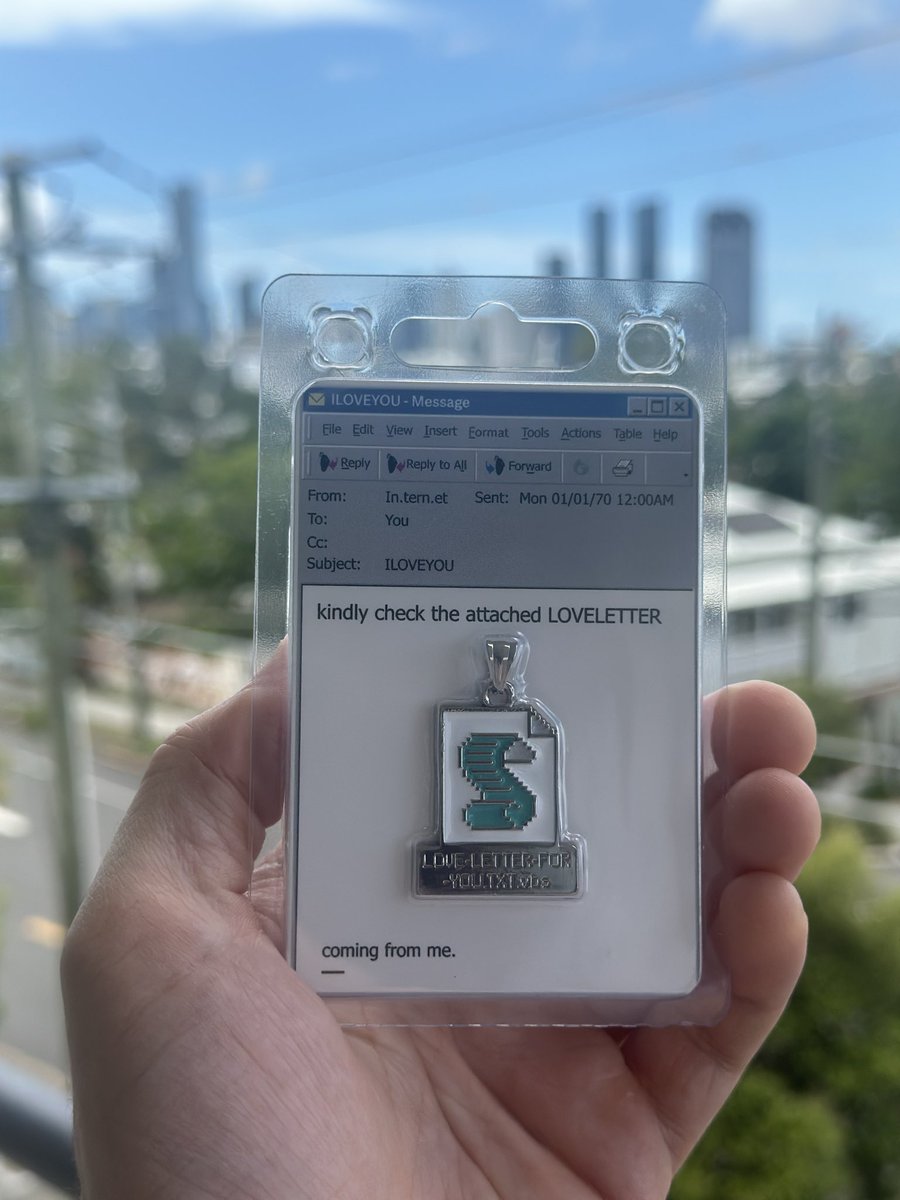 ILOVEYOU - Message
File Edit View Insert Format Tools Actions Table Help
Reply Reply to All Forward
From: In.tern.et Sent: Mon 01/01/70 12:00AM
To: You
Cc:
Subject: ILOVEYOU
kindly check the attached LOVELETTER
LOVE-LETTER-FOR
-YOU.TXT.vbs
coming from me.